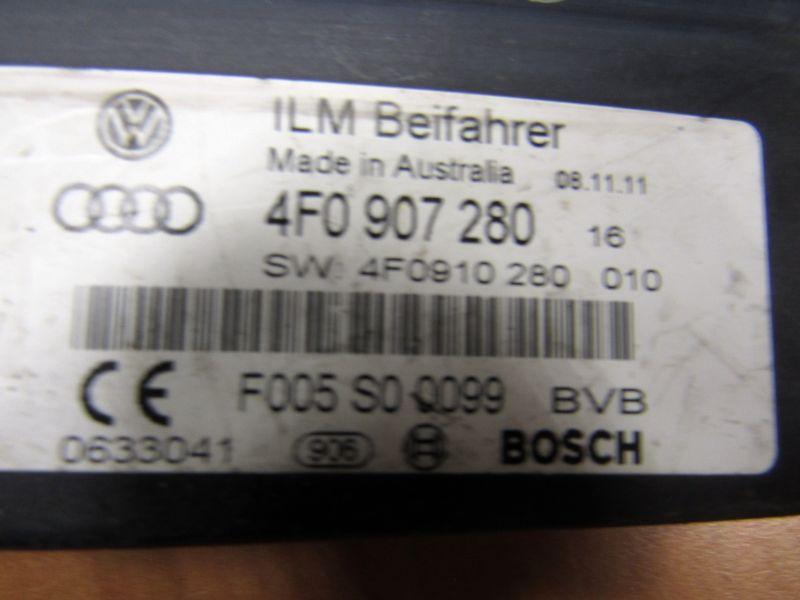 ILM Beifahrer
Made in Australia 08.11.11
4F0 907 280 16
SW: 4F0910 280 010
CE F005 S0 0099 BVB
0633041 906 BOSCH